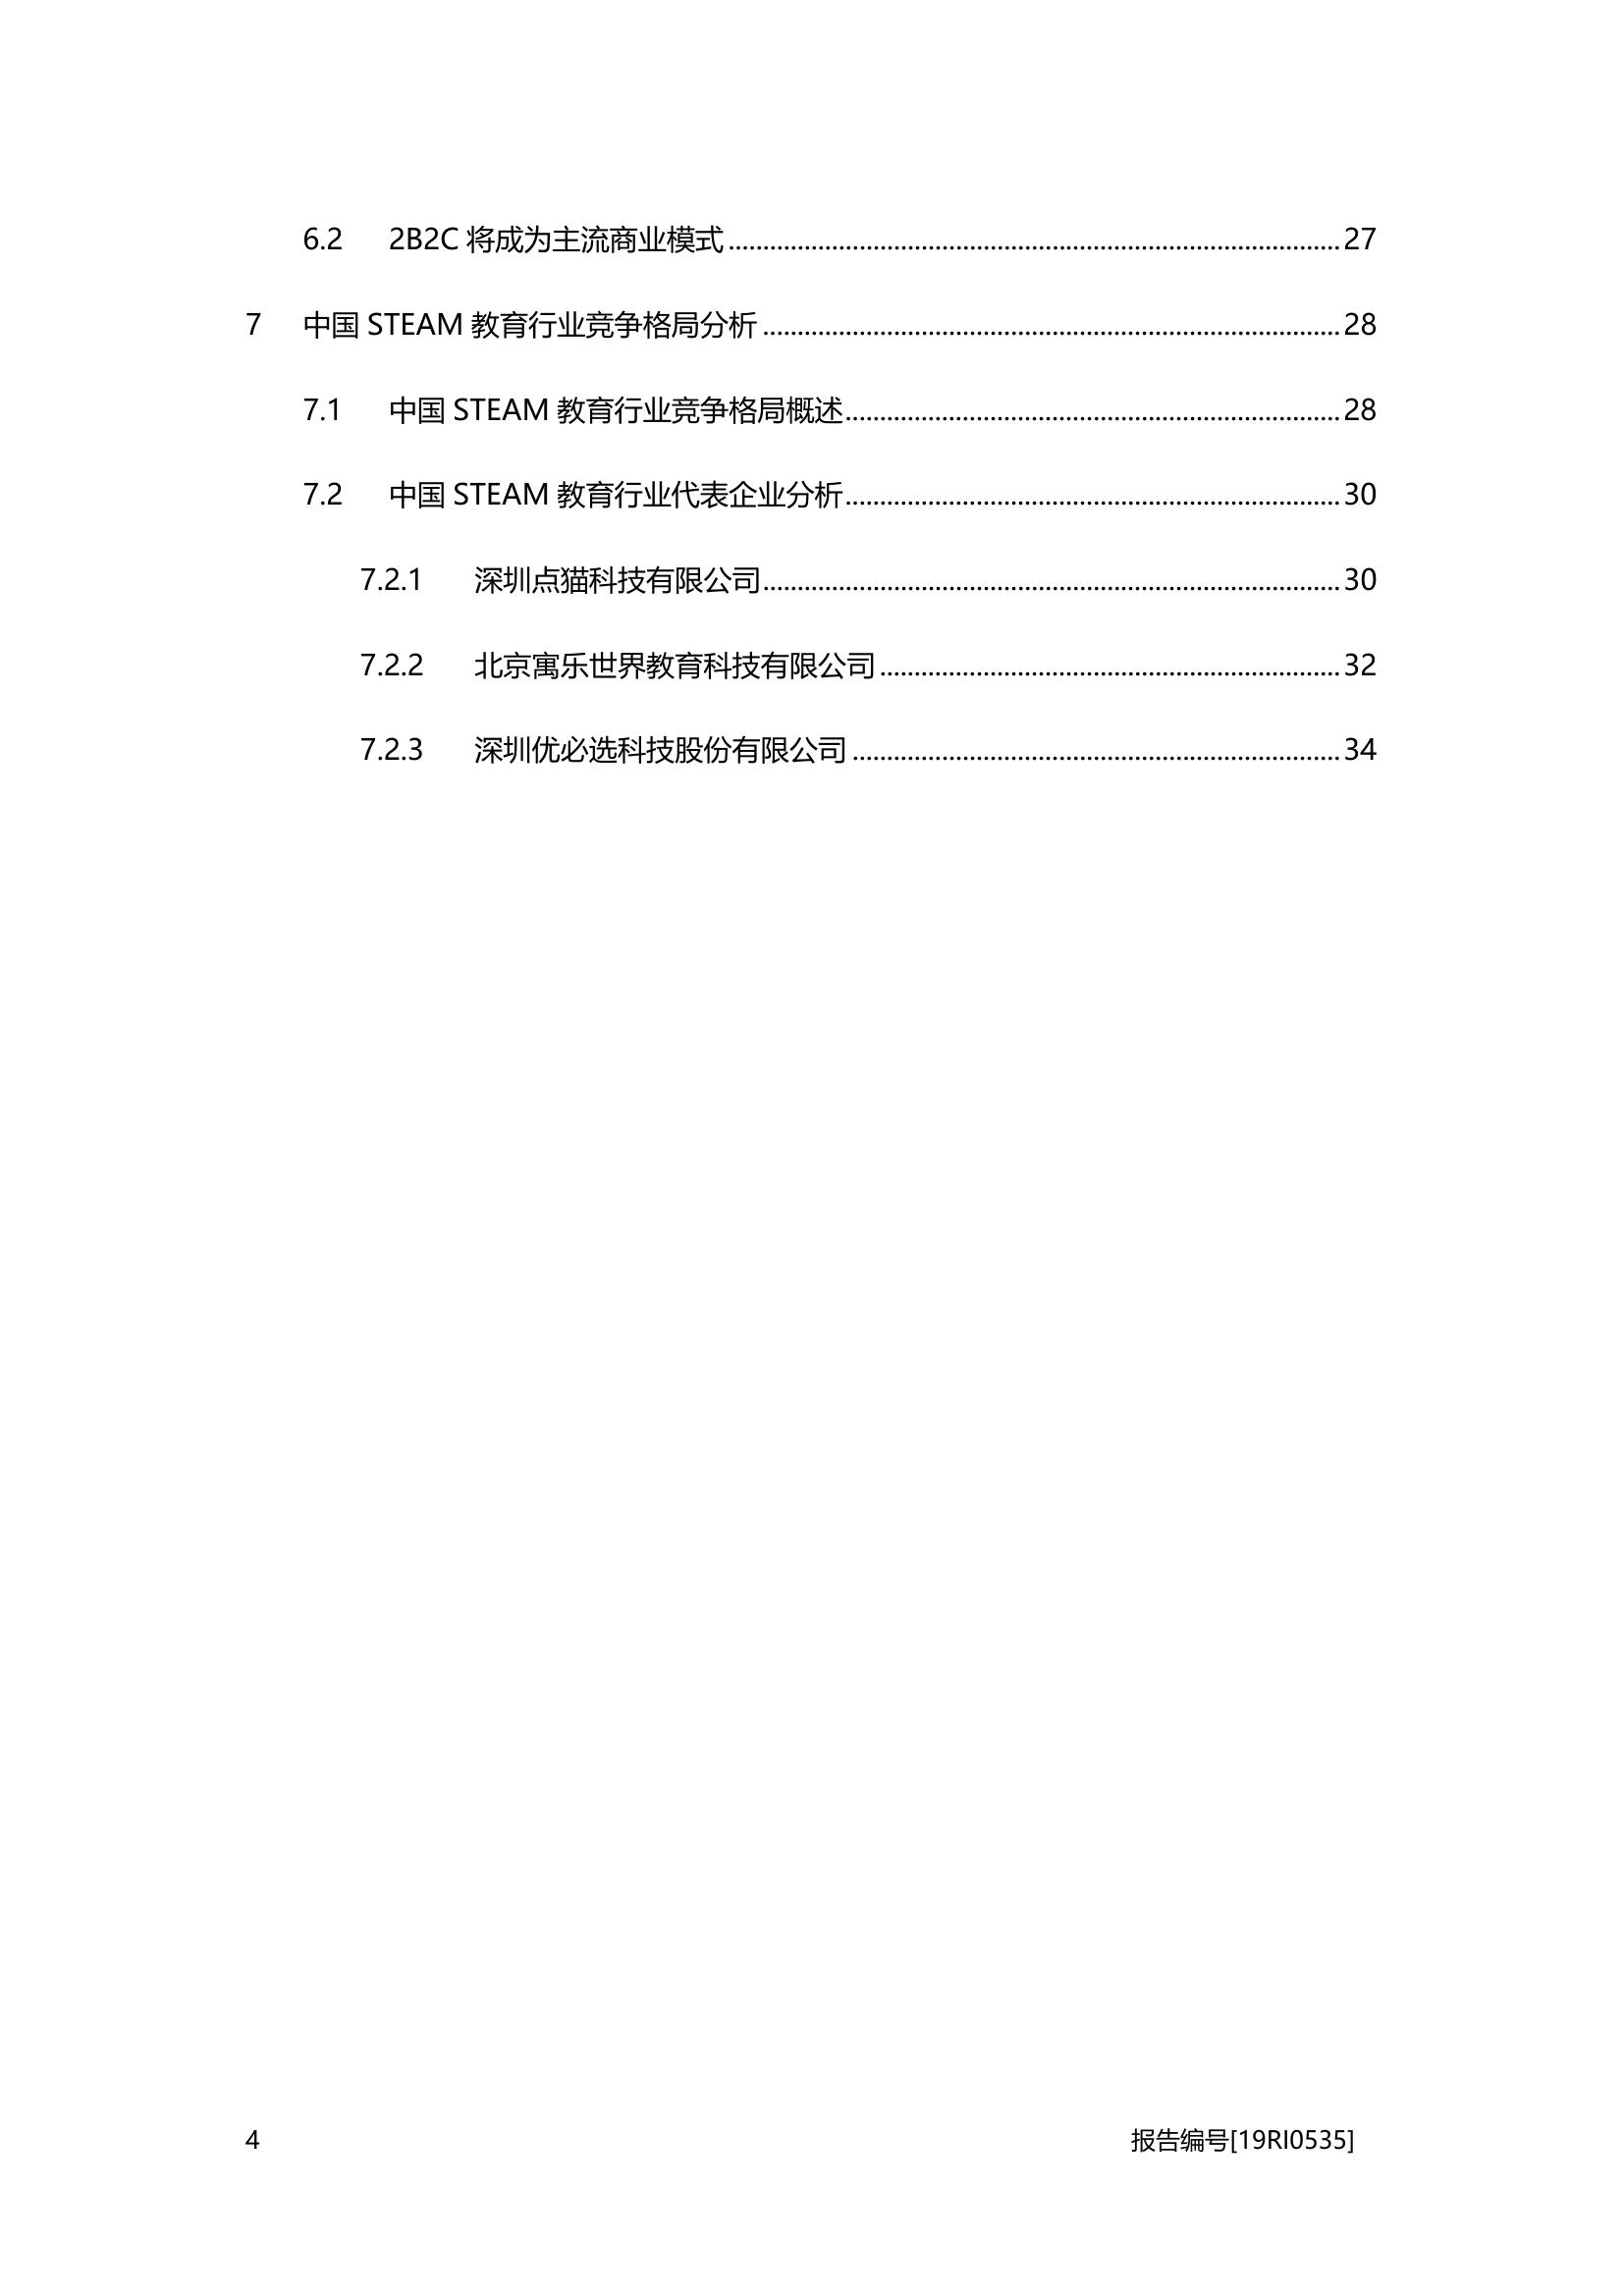 6.2 2B2C 将成为主流商业模式........................................27
7 中国 STEAM 教育行业竞争格局分析........................................28
7.1 中国 STEAM 教育行业竞争格局概述........................................28
7.2 中国 STEAM 教育行业代表企业分析........................................30
7.2.1 深圳点猫科技有限公司........................................30
7.2.2 北京寓乐世界教育科技有限公司........................................32
7.2.3 深圳优必选科技股份有限公司........................................34
4 报告编号[19RI0535]